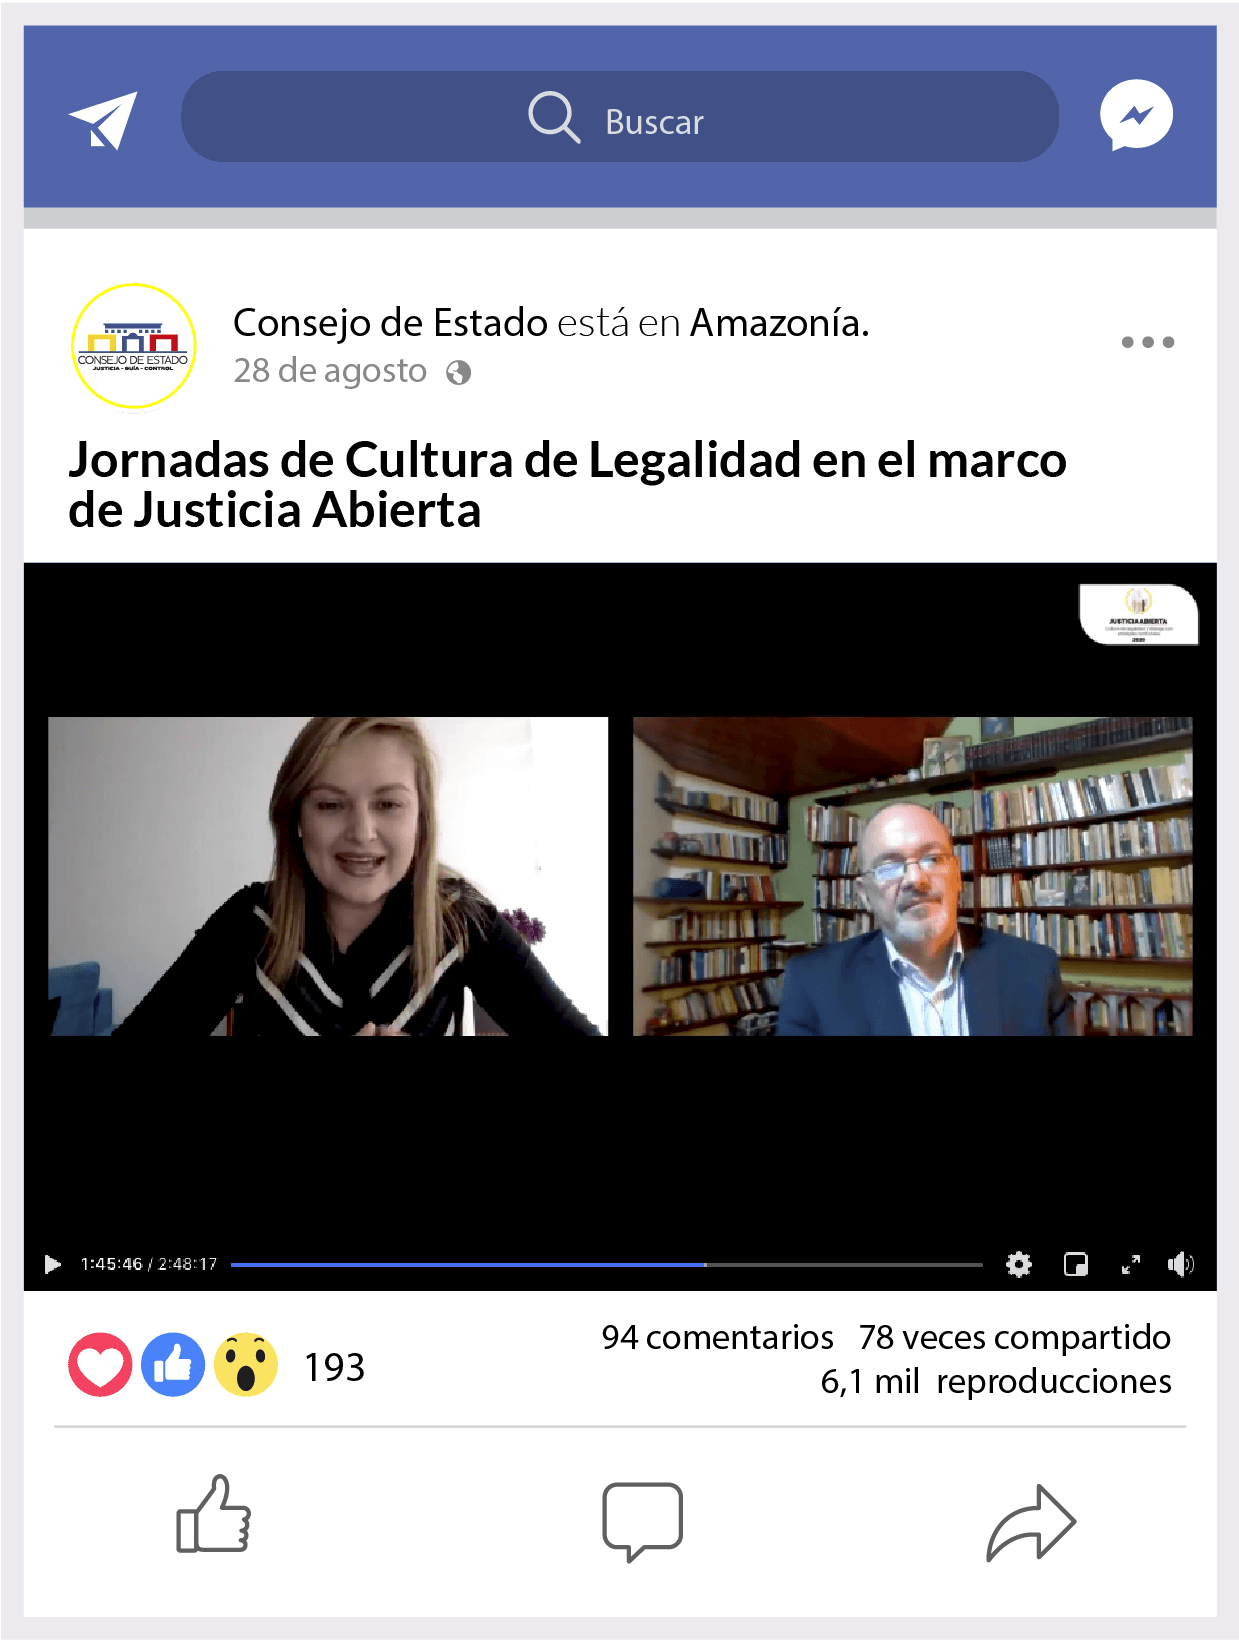 Buscar
Consejo de Estado está en Amazonía.
28 de agosto
CONSEJO DE ESTADO
JUSTICIA - GUÍA - CONTROL
Jornadas de Cultura de Legalidad en el marco
de Justicia Abierta
JUSTICIA ABIERTA
2020
1:45:46 / 2:48:17
193
94 comentarios 78 veces compartido
6,1 mil reproducciones